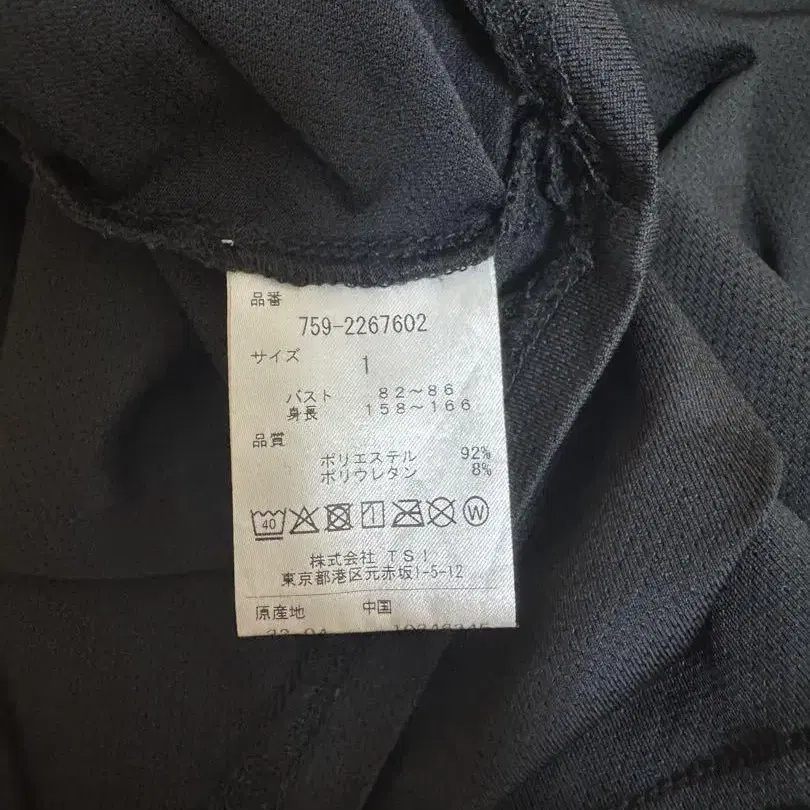 品番
759-2267602
サイズ 1
バスト 82～86
身長 158～166
品質
ポリエステル 92%
ポリウレタン 8%
40 W
株式会社 TSI
東京都港区元赤坂1-5-12
原産地 中国